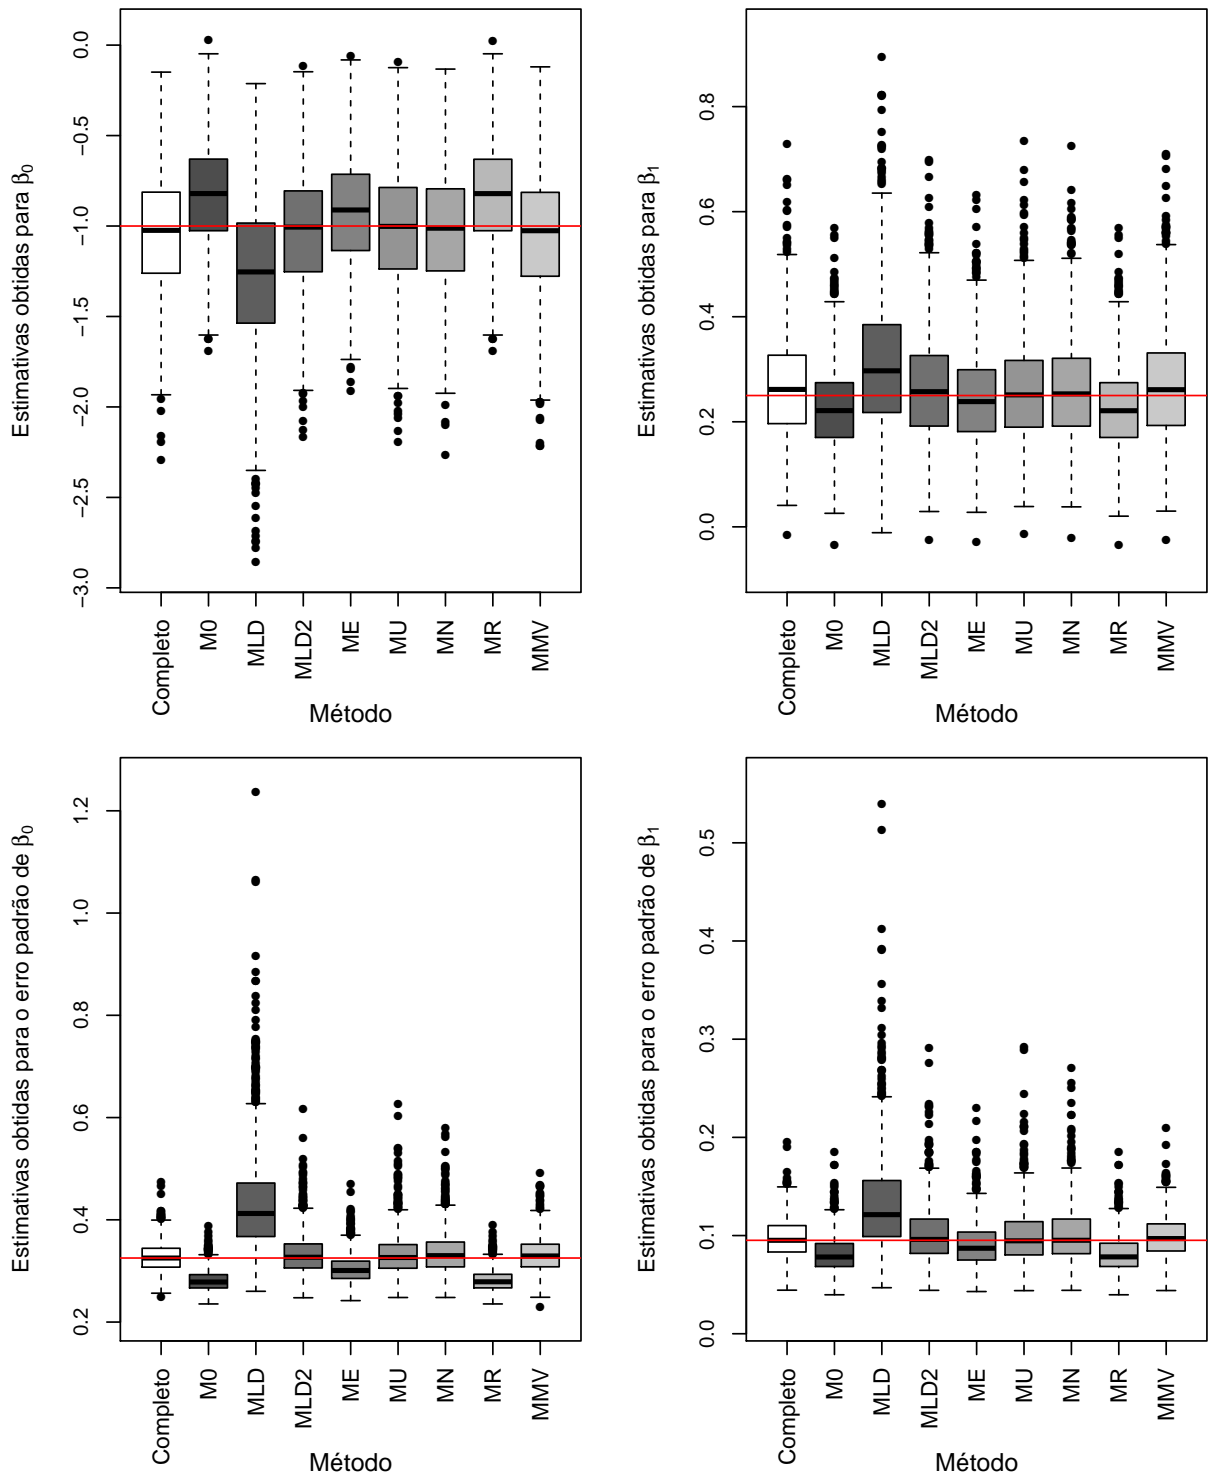 Estimativas obtidas para β0
0.0
−0.5
−1.0
−1.5
−2.0
−2.5
−3.0
Completo
M0
MLD
MLD2
ME
MU
MN
MR
MMV
Método
Estimativas obtidas para β1
0.8
0.6
0.4
0.2
0.0
Completo
M0
MLD
MLD2
ME
MU
MN
MR
MMV
Método
Estimativas obtidas para o erro padrão de β0
1.2
1.0
0.8
0.6
0.4
0.2
Completo
M0
MLD
MLD2
ME
MU
MN
MR
MMV
Método
Estimativas obtidas para o erro padrão de β1
0.5
0.4
0.3
0.2
0.1
0.0
Completo
M0
MLD
MLD2
ME
MU
MN
MR
MMV
Método